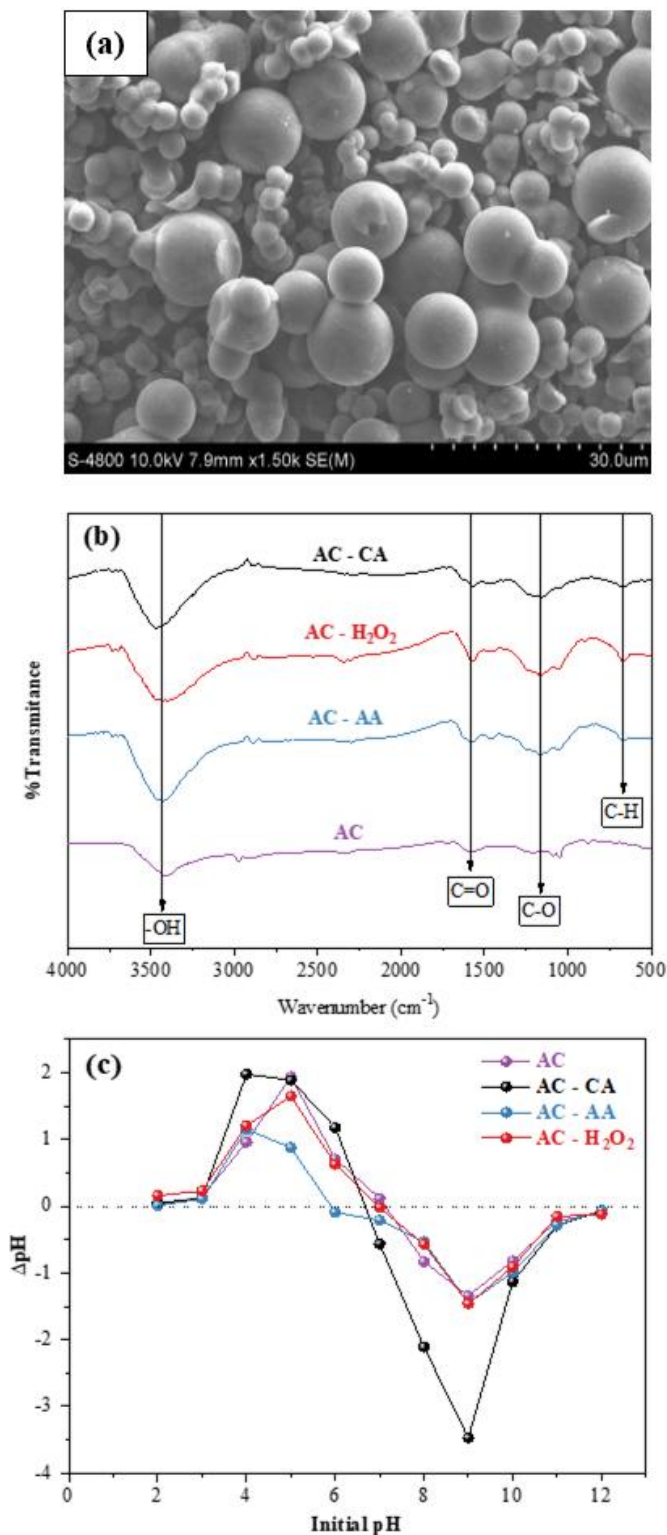 (a)
S-4800 10.0kV 7.9mm x1.50k SE(M) 30.0um
(b)
AC - CA
AC - H₂O₂
AC - AA
AC
%Transmitance
C-H
C=O
C-O
-OH
4000 3500 3000 2500 2000 1500 1000 500
Wavenumber (cm⁻¹)
(c)
AC
AC - CA
AC - AA
AC - H₂O₂
2
1
0
-1
-2
-3
-4
ΔpH
0 2 4 6 8 10 12
Initial pH